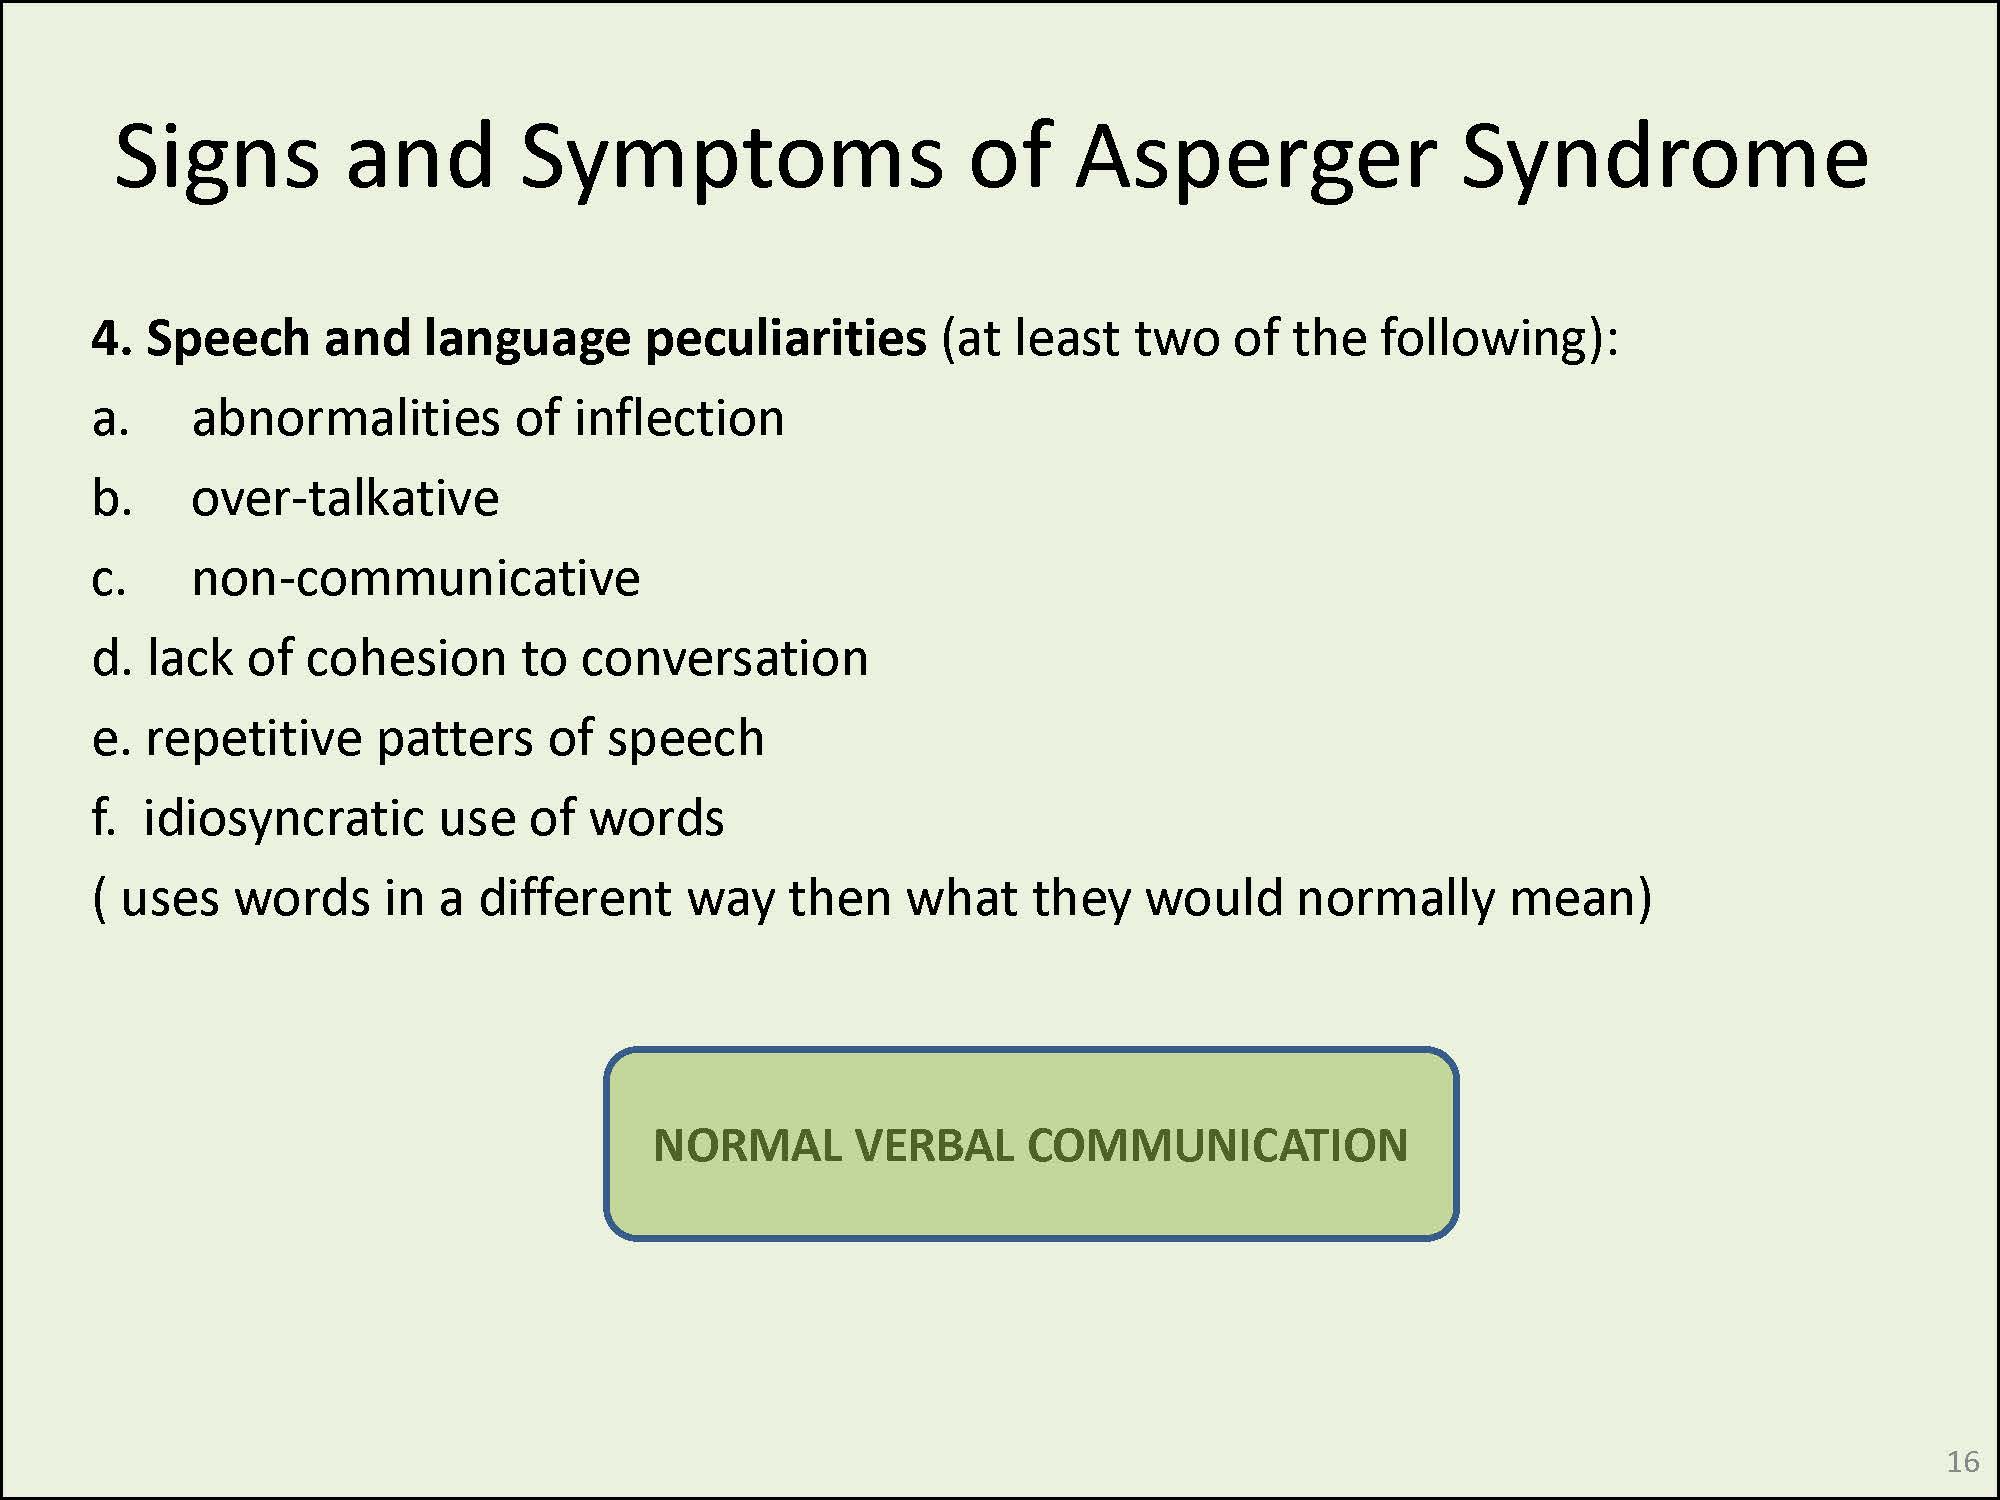 Signs and Symptoms of Asperger Syndrome
4. Speech and language peculiarities (at least two of the following):
a. abnormalities of inflection
b. over-talkative
c. non-communicative
d. lack of cohesion to conversation
e. repetitive patters of speech
f. idiosyncratic use of words
( uses words in a different way then what they would normally mean)
NORMAL VERBAL COMMUNICATION
16